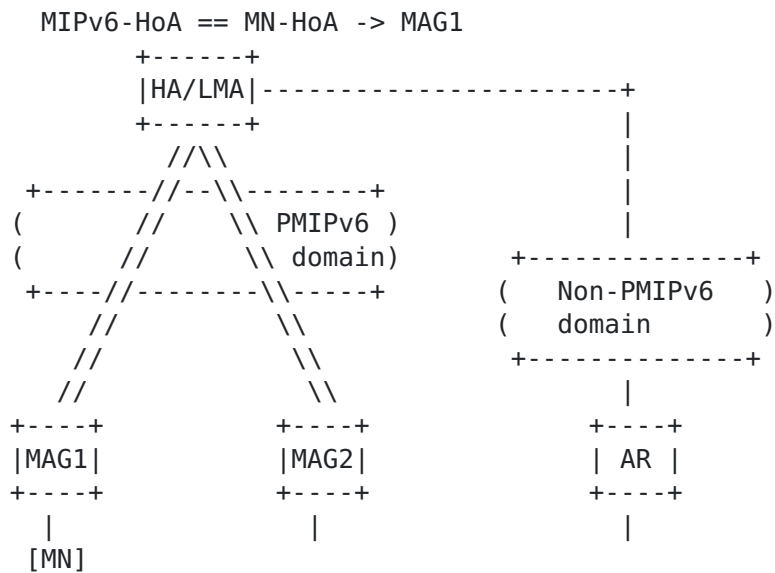 MIPv6-HoA == MN-HoA -> MAG1
HA/LMA
PMIPv6
domain
Non-PMIPv6
domain
MAG1
MAG2
AR
[MN]